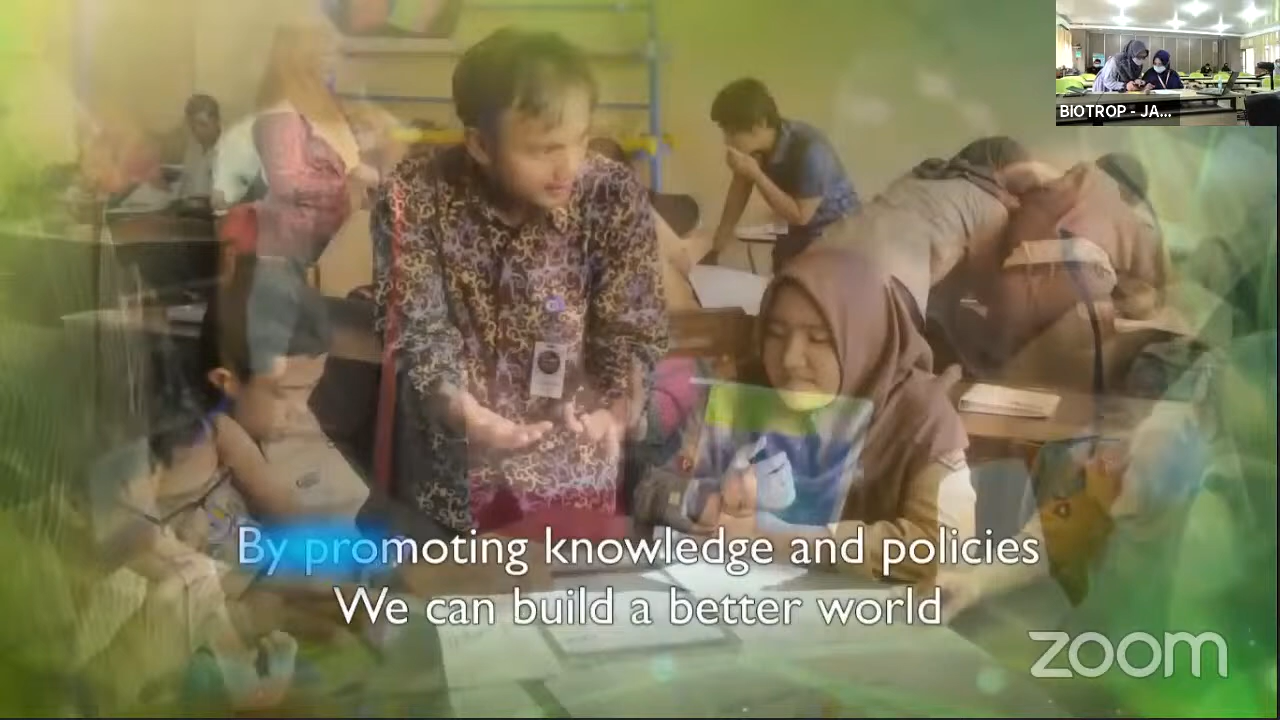 BIOTROP - JA...
By promoting knowledge and policies
We can build a better world
zoom